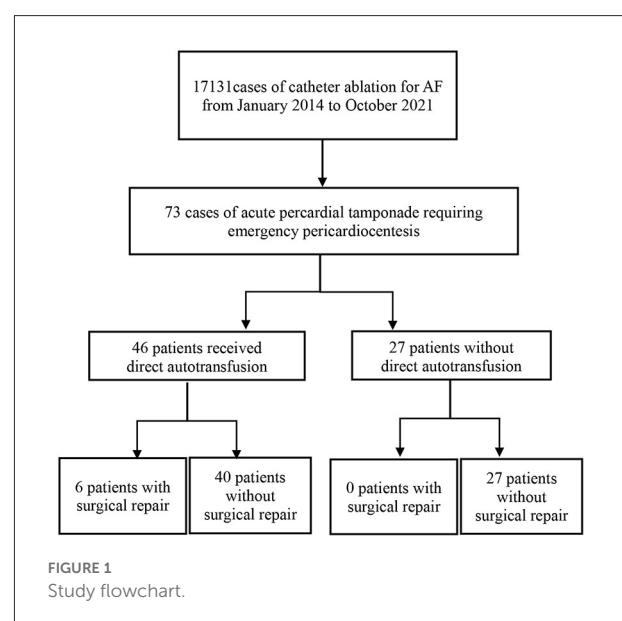 17131cases of catheter ablation for AF
from January 2014 to October 2021
73 cases of acute percardial tamponade requiring
emergency pericardiocentesis
46 patients received
direct autotransfusion
27 patients without
direct autotransfusion
6 patients with
surgical repair
40 patients
without
surgical repair
0 patients with
surgical repair
27 patients
without
surgical repair
FIGURE 1
Study flowchart.